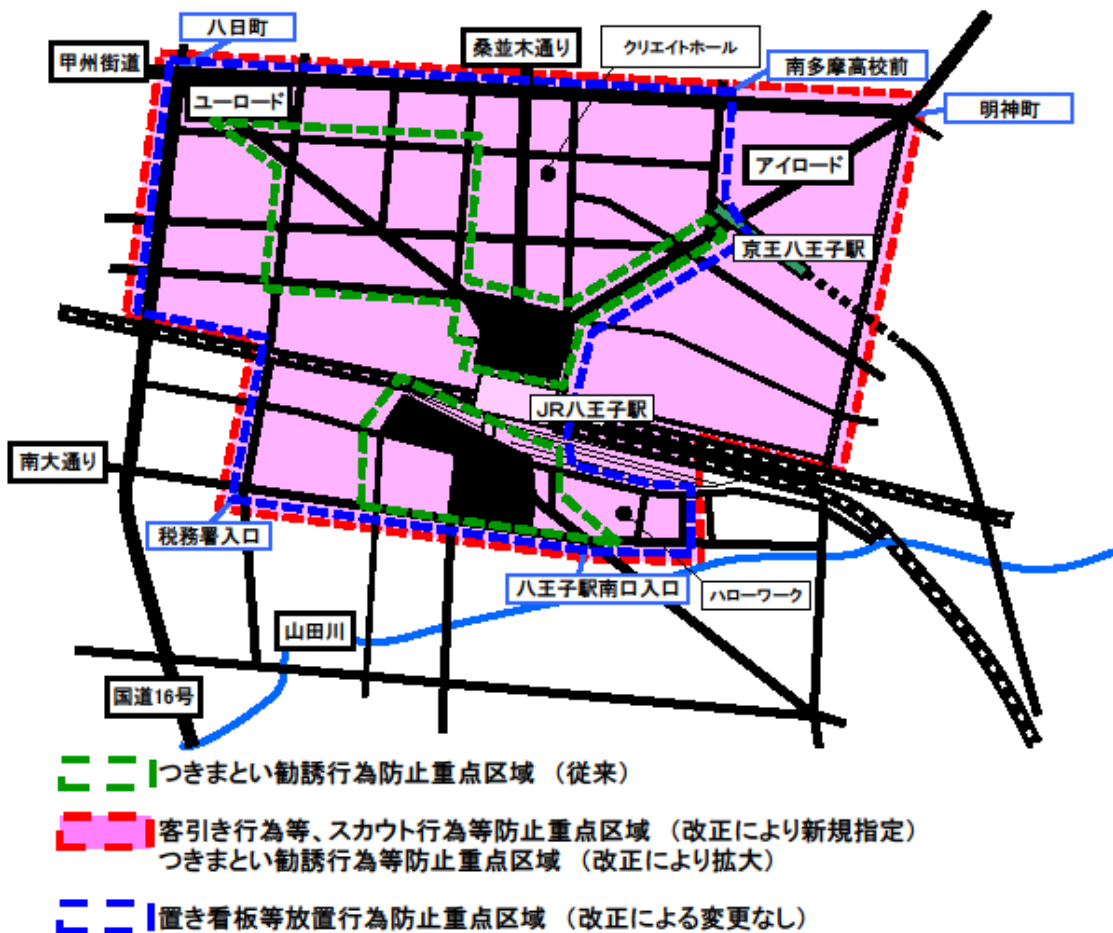 八日町
桑並木通り
クリエイトホール
甲州街道
南多摩高校前
明神町
ユーロード
アイロード
京王八王子駅
JR八王子駅
南大通り
税務署入口
八王子駅南口入口
ハローワーク
山田川
国道16号
つきまとい勧誘行為防止重点区域 (従来)
客引き行為等、スカウト行為等防止重点区域 (改正により新規指定)
つきまとい勧誘行為等防止重点区域 (改正により拡大)
置き看板等放置行為防止重点区域 (改正による変更なし)